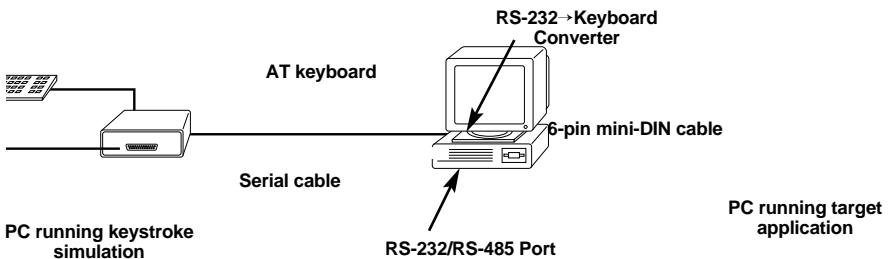 RS-232→Keyboard
Converter
AT keyboard
6-pin mini-DIN cable
Serial cable
PC running target
application
PC running keystroke
simulation
RS-232/RS-485 Port